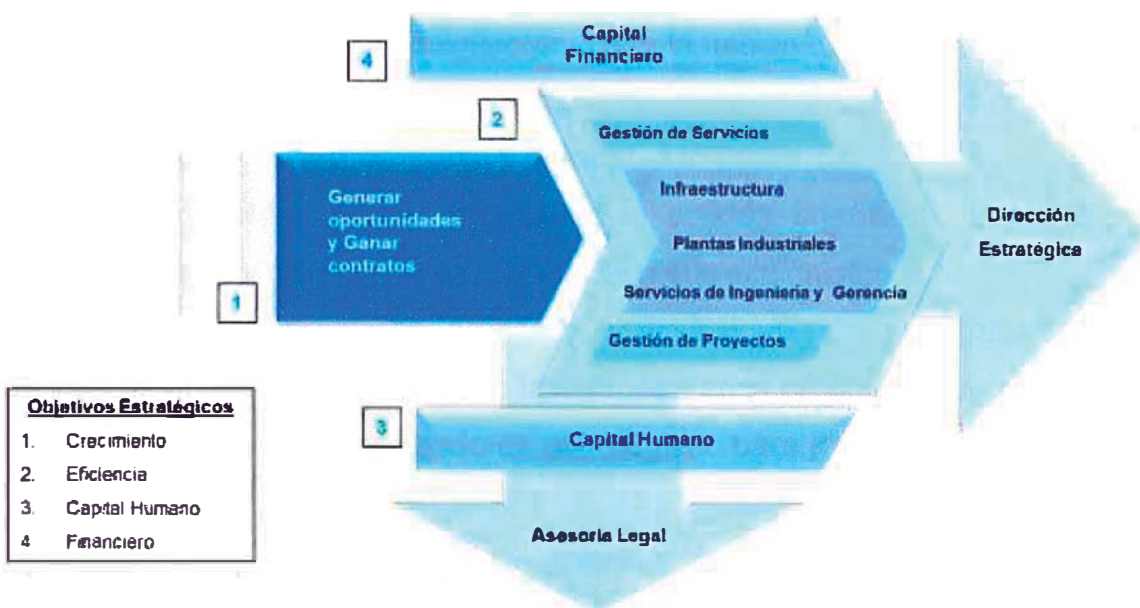 Capital
Financiero
4
2
Gestión de Servicios
Infraestructura
Generar
oportunidades
y Ganar
contratos
Plantas Industriales
Dirección
Estratégica
1
Servicios de Ingeniería y Gerencia
Gestión de Proyectos
Objetivos Estratégicos
1. Crecimiento
2. Eficiencia
3. Capital Humano
4 Financiero
3
Capital Humano
Asesoría Legal